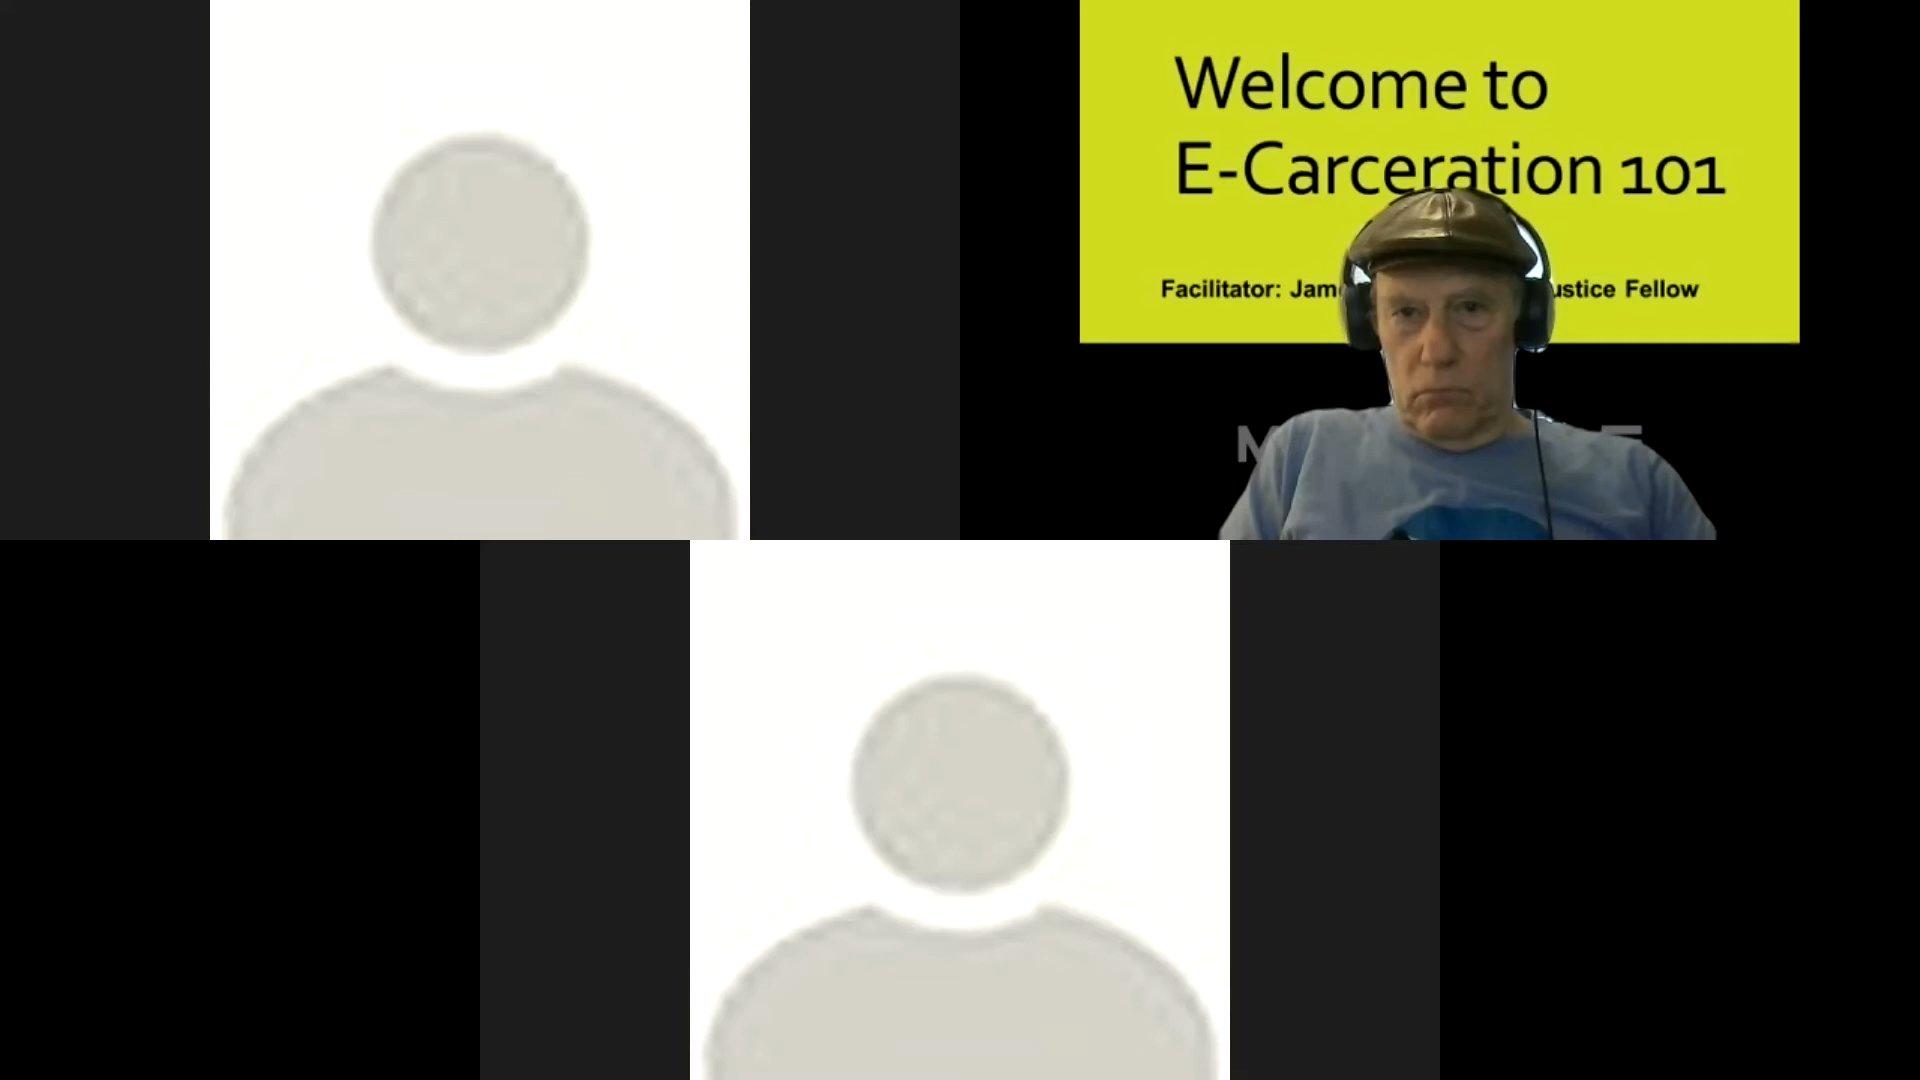 Welcome to
E-Carceration 101
Facilitator: Jam ustice Fellow
M E